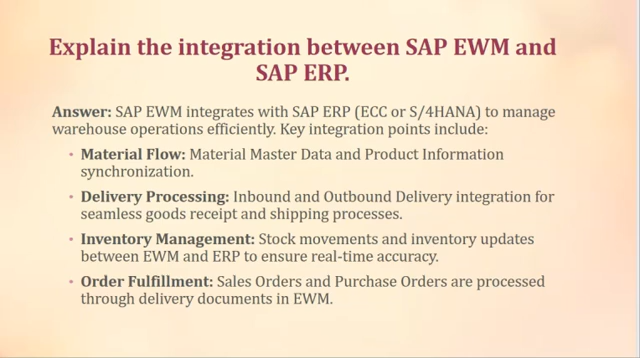 Explain the integration between SAP EWM and
SAP ERP.
Answer: SAP EWM integrates with SAP ERP (ECC or S/4HANA) to manage
warehouse operations efficiently. Key integration points include:
• Material Flow: Material Master Data and Product Information
synchronization.
• Delivery Processing: Inbound and Outbound Delivery integration for
seamless goods receipt and shipping processes.
• Inventory Management: Stock movements and inventory updates
between EWM and ERP to ensure real-time accuracy.
• Order Fulfillment: Sales Orders and Purchase Orders are processed
through delivery documents in EWM.